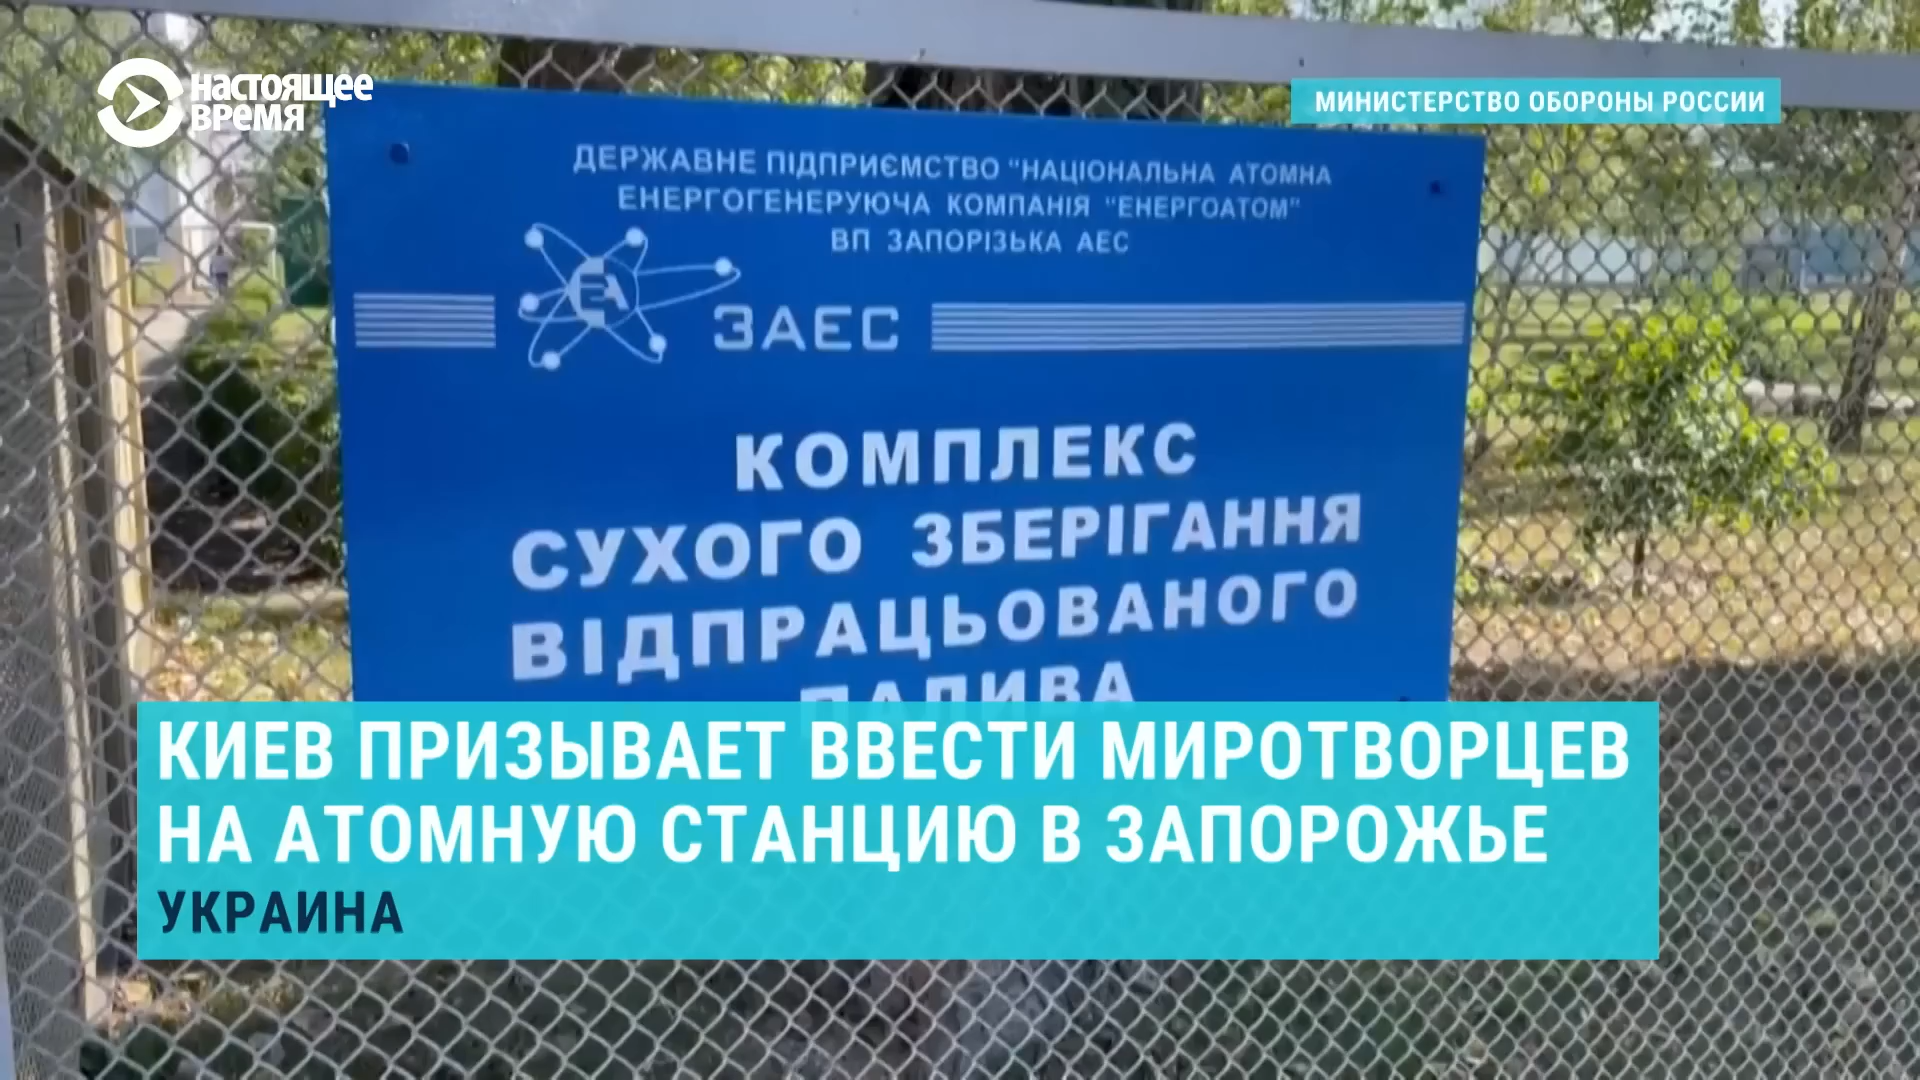 НАСТОЯЩЕЕ
ВРЕМЯ
МИНИСТЕРСТВО ОБОРОНЫ РОССИИ
ДЕРЖАВНЕ ПІДПРИЄМСТВО "НАЦІОНАЛЬНА АТОМНА
ЕНЕРГОГЕНЕРУЮЧА КОМПАНІЯ "ЕНЕРГОАТОМ"
ВП ЗАПОРІЗЬКА АЕС
ЕА
ЗАЕС
КОМПЛЕКС
СУХОГО ЗБЕРІГАННЯ
ВІДПРАЦЬОВАНОГО
ПАЛИВА
КИЕВ ПРИЗЫВАЕТ ВВЕСТИ МИРОТВОРЦЕВ
НА АТОМНУЮ СТАНЦИЮ В ЗАПОРОЖЬЕ
УКРАИНА